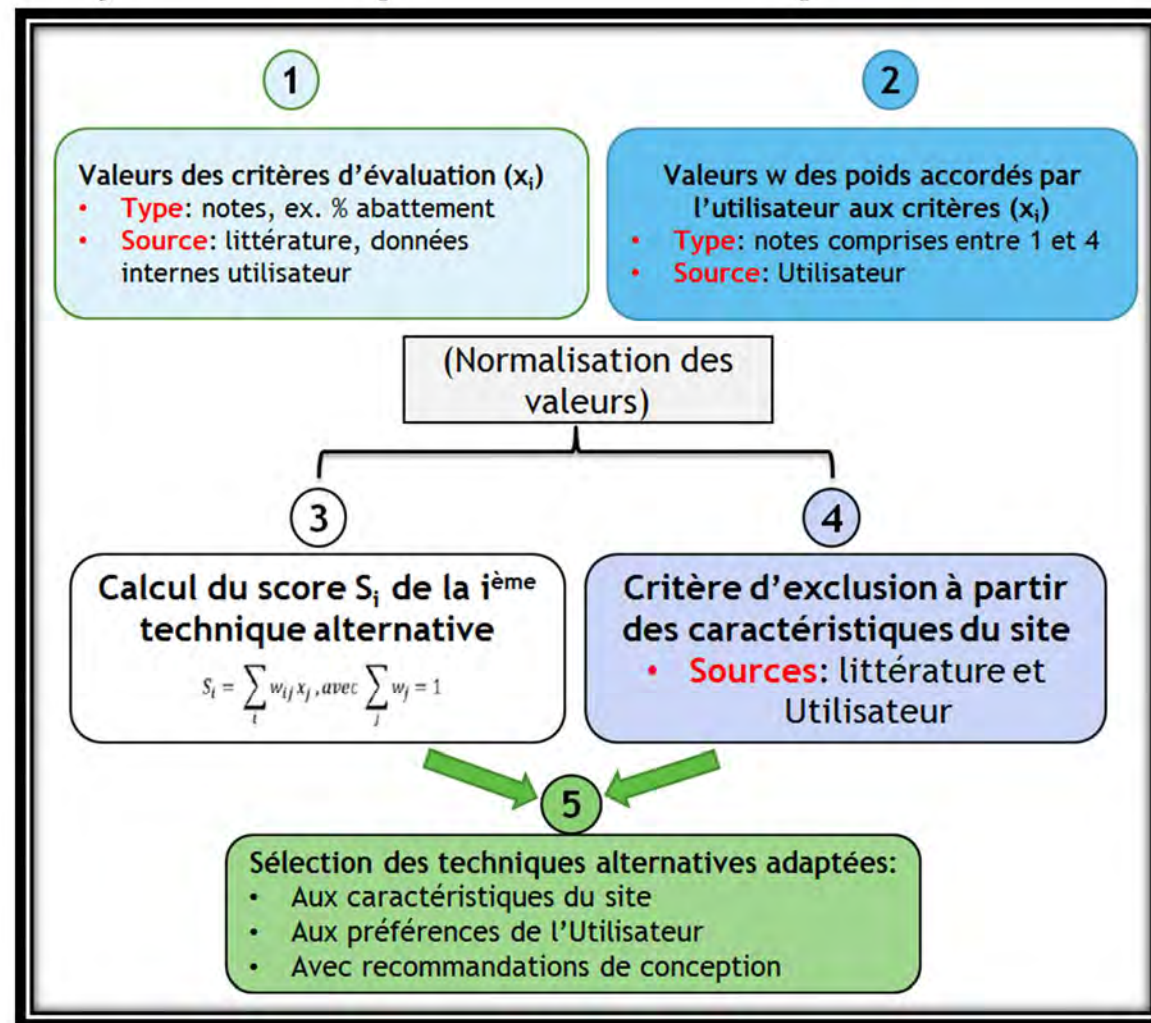 1
Valeurs des critères d'évaluation (xi)
• Type: notes, ex. % abattement
• Source: littérature, données
internes utilisateur
2
Valeurs w des poids accordés par
l'utilisateur aux critères (xi)
• Type: notes comprises entre 1 et 4
• Source: Utilisateur
(Normalisation des
valeurs)
3
Calcul du score Si de la ième
technique alternative
Si = ∑i wij xj , avec ∑j wj = 1
4
Critère d'exclusion à partir
des caractéristiques du site
• Sources: littérature et
Utilisateur
5
Sélection des techniques alternatives adaptées:
• Aux caractéristiques du site
• Aux préférences de l'Utilisateur
• Avec recommandations de conception